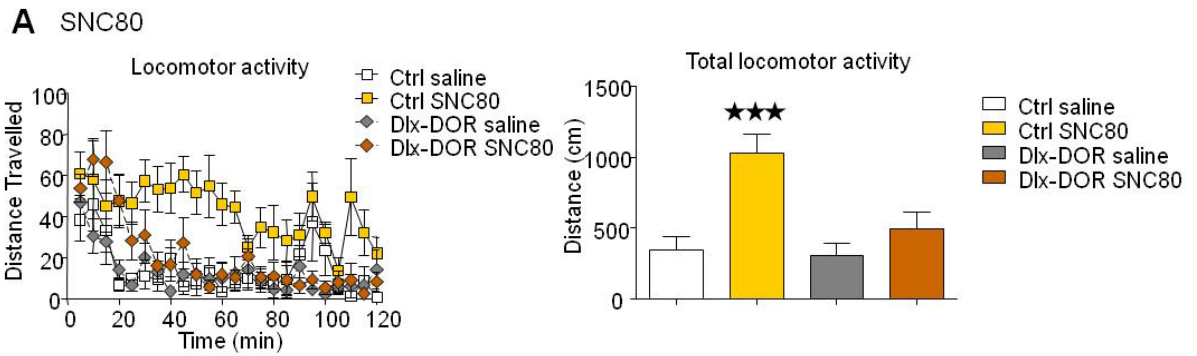 A SNC80
Locomotor activity
Distance Travelled
100
80
60
40
20
0
0 20 40 60 80 100 120
Time (min)
Ctrl saline
Ctrl SNC80
Dlx-DOR saline
Dlx-DOR SNC80
Total locomotor activity
Distance (cm)
1500
1000
500
0
★★★
Ctrl saline
Ctrl SNC80
Dlx-DOR saline
Dlx-DOR SNC80